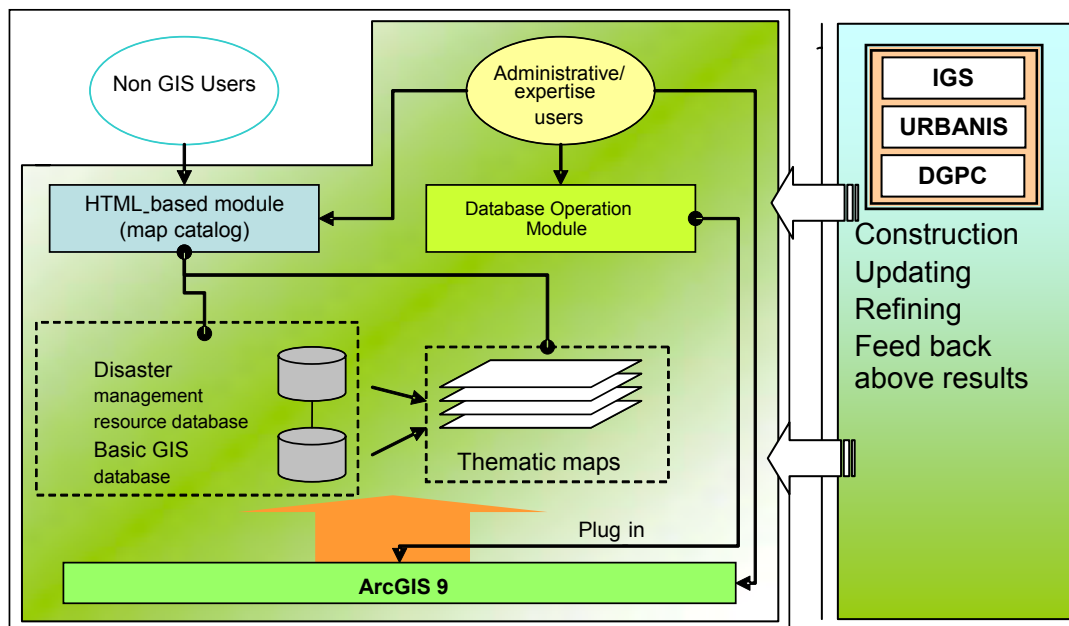 Non GIS Users
Administrative/
expertise
users
HTML_based module
(map catalog)
Database Operation
Module
Disaster
management
resource database
Basic GIS
database
Thematic maps
Plug in
ArcGIS 9
IGS
URBANIS
DGPC
Construction
Updating
Refining
Feed back
above results